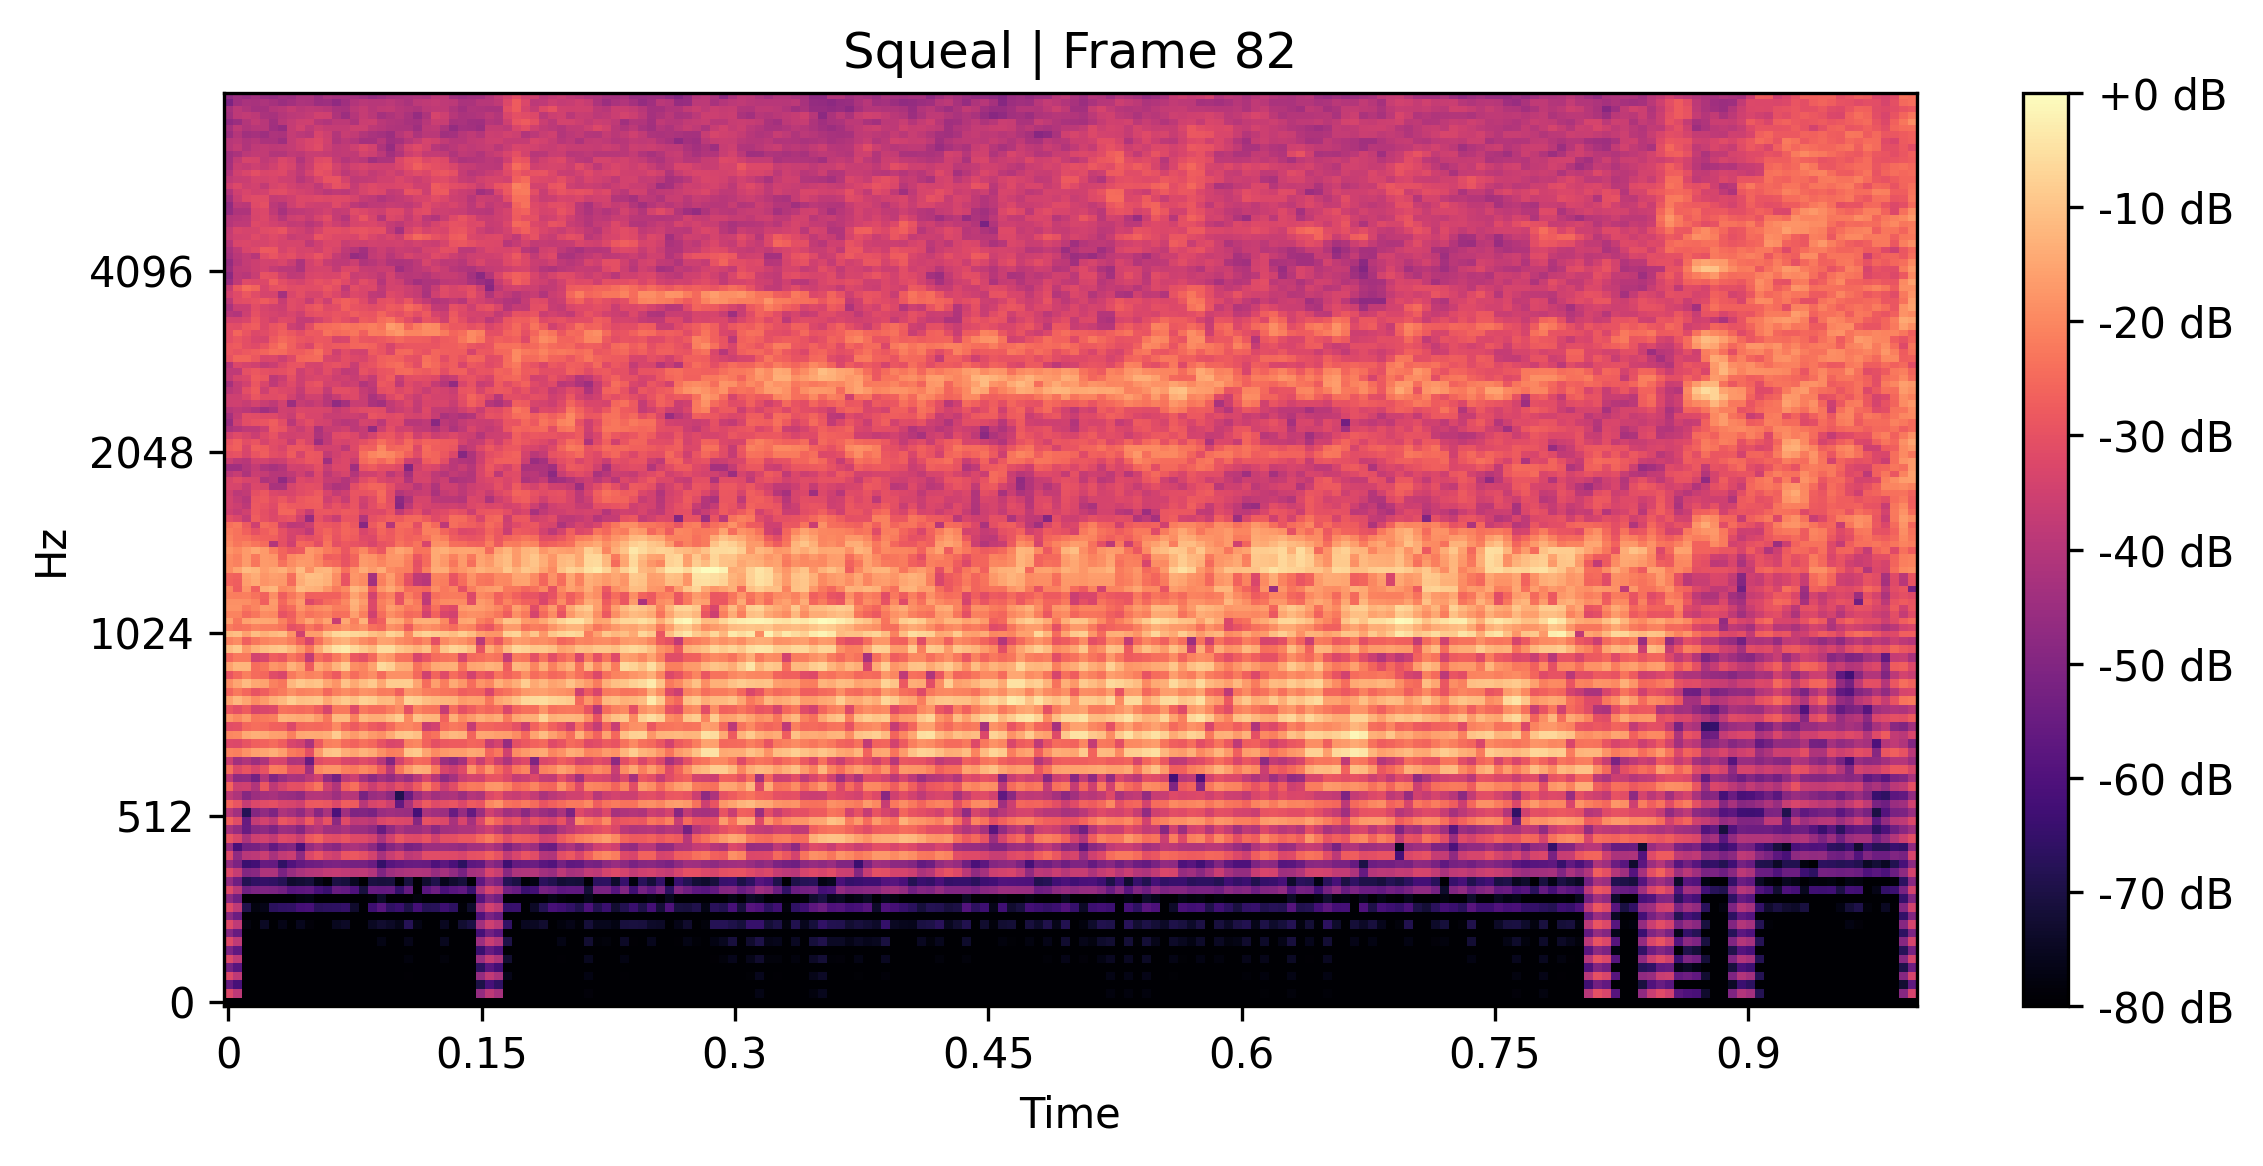 Squeal | Frame 82
Hz
4096
2048
1024
512
0
0 0.15 0.3 0.45 0.6 0.75 0.9
Time
+0 dB
-10 dB
-20 dB
-30 dB
-40 dB
-50 dB
-60 dB
-70 dB
-80 dB